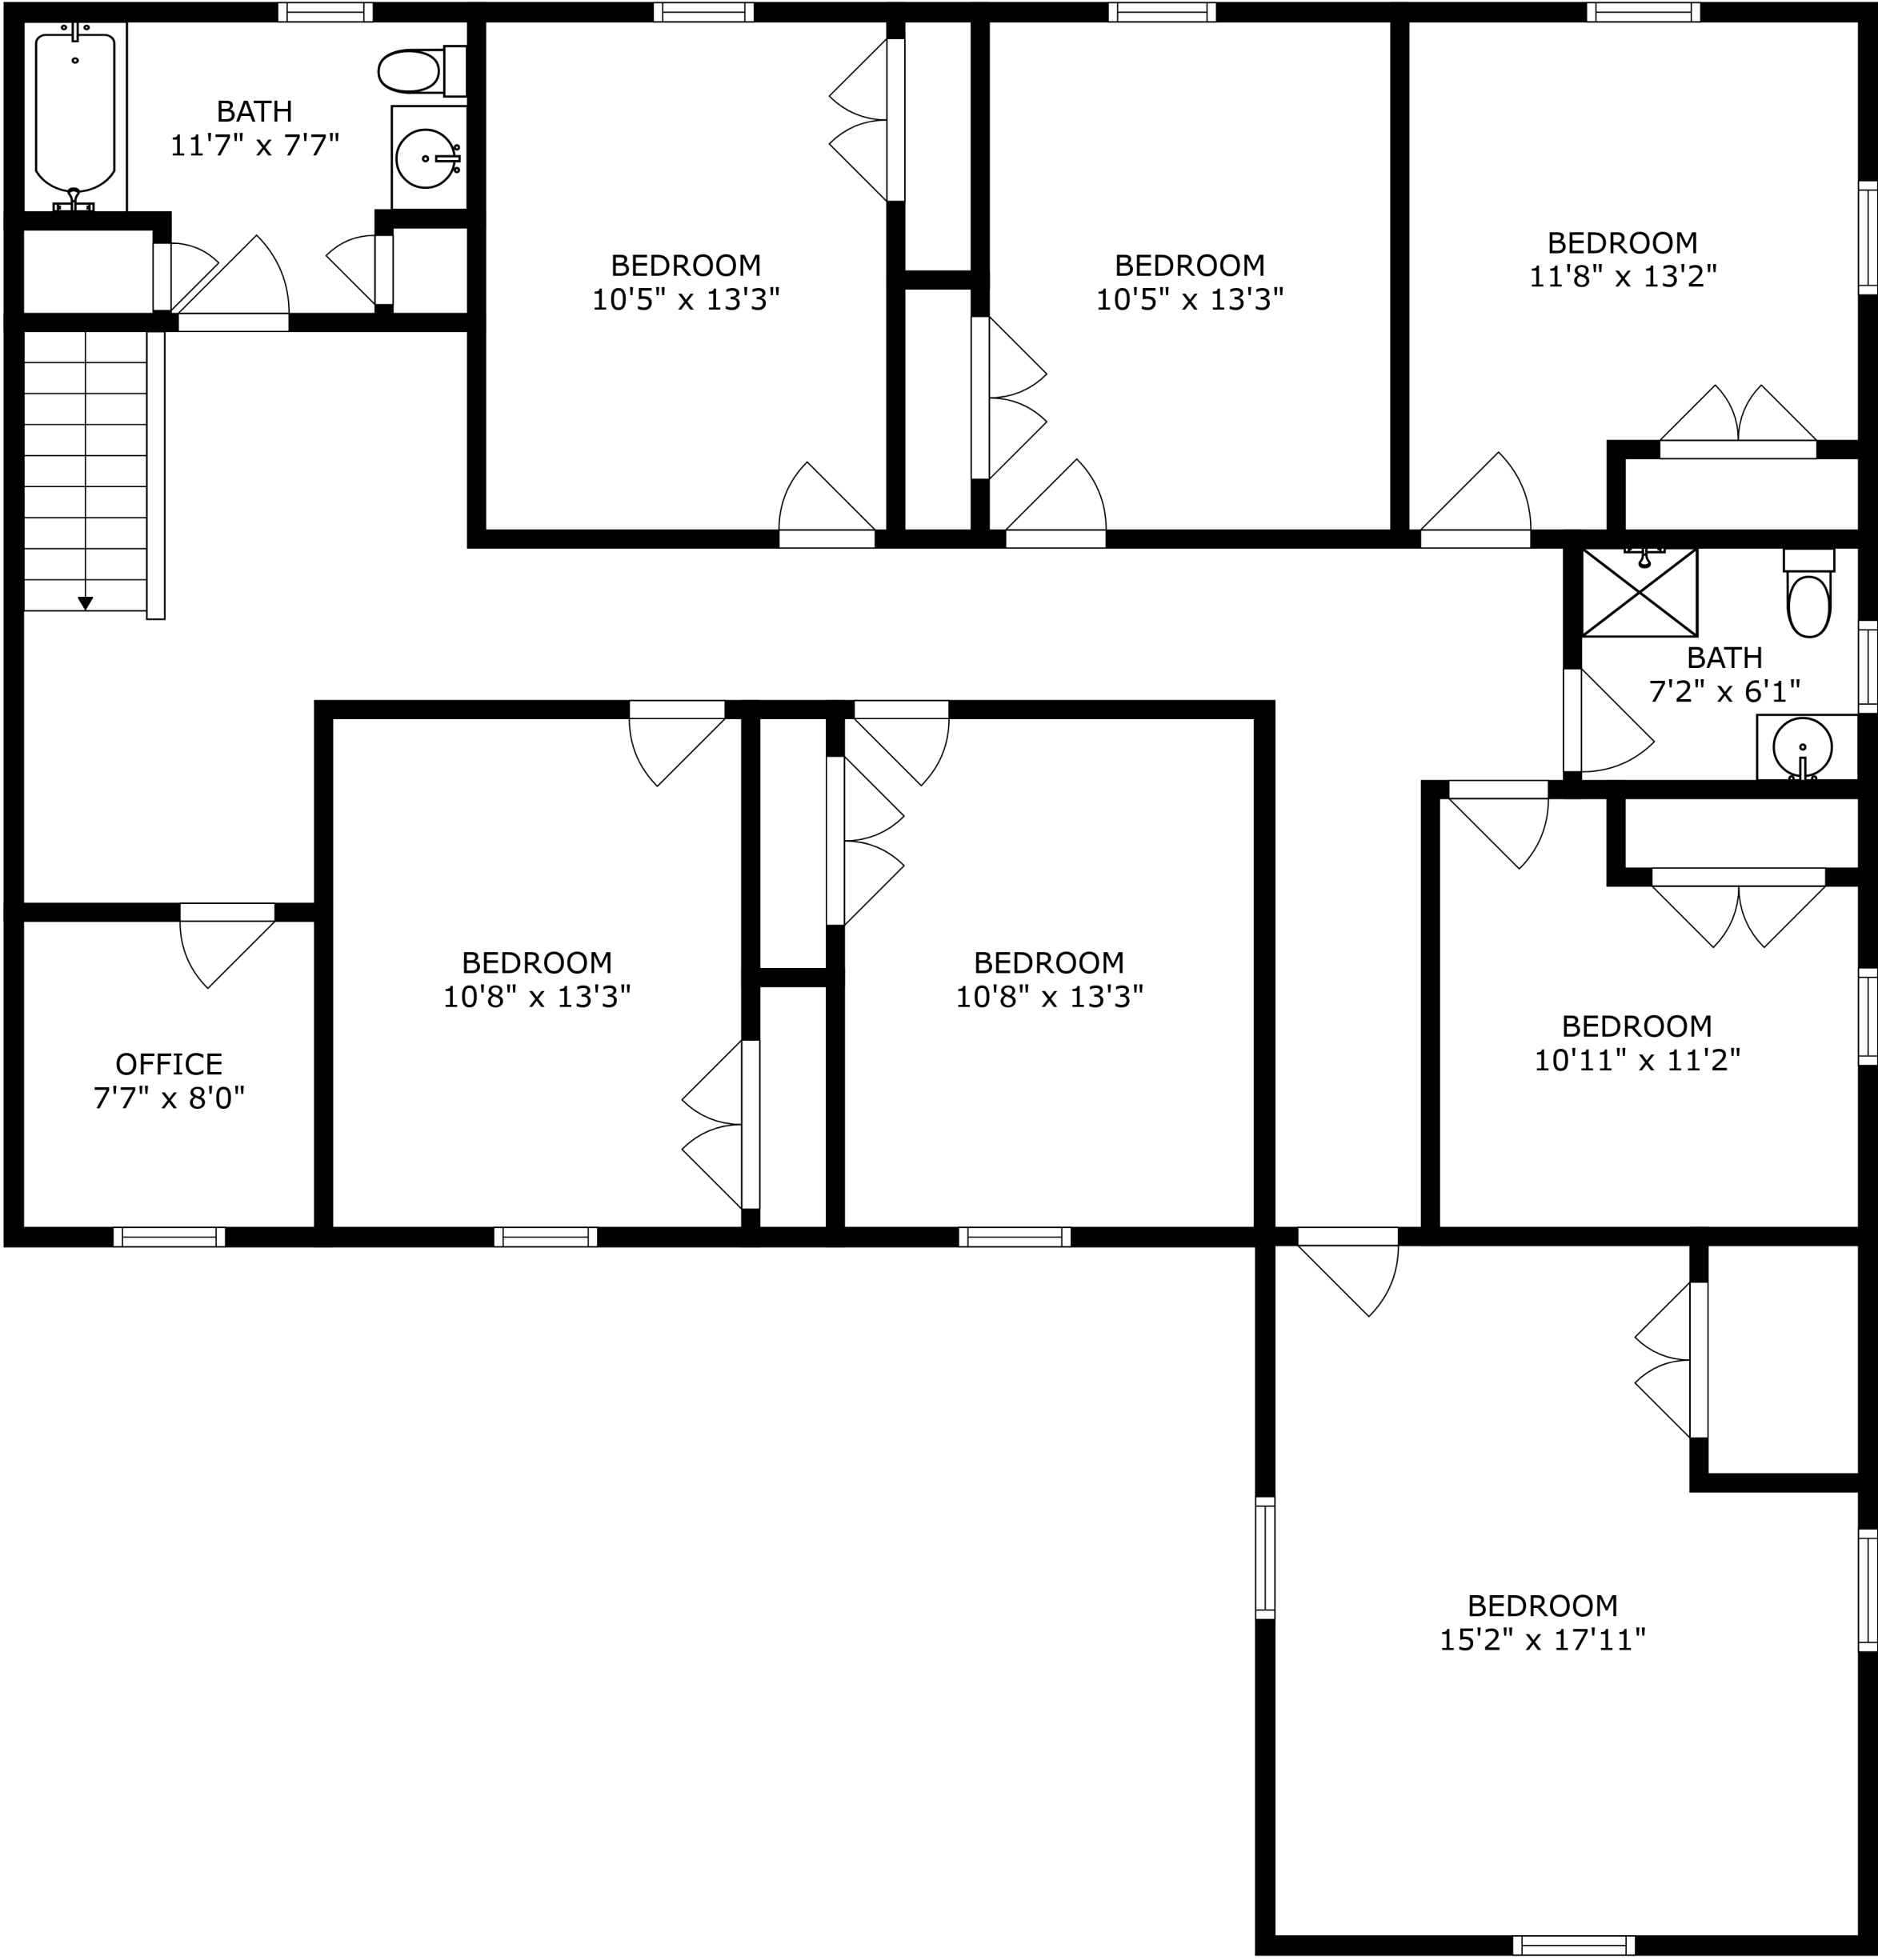 BATH
11'7" x 7'7"
BEDROOM
10'5" x 13'3"
BEDROOM
10'5" x 13'3"
BEDROOM
11'8" x 13'2"
BATH
7'2" x 6'1"
BEDROOM
10'8" x 13'3"
BEDROOM
10'8" x 13'3"
BEDROOM
10'11" x 11'2"
OFFICE
7'7" x 8'0"
BEDROOM
15'2" x 17'11"